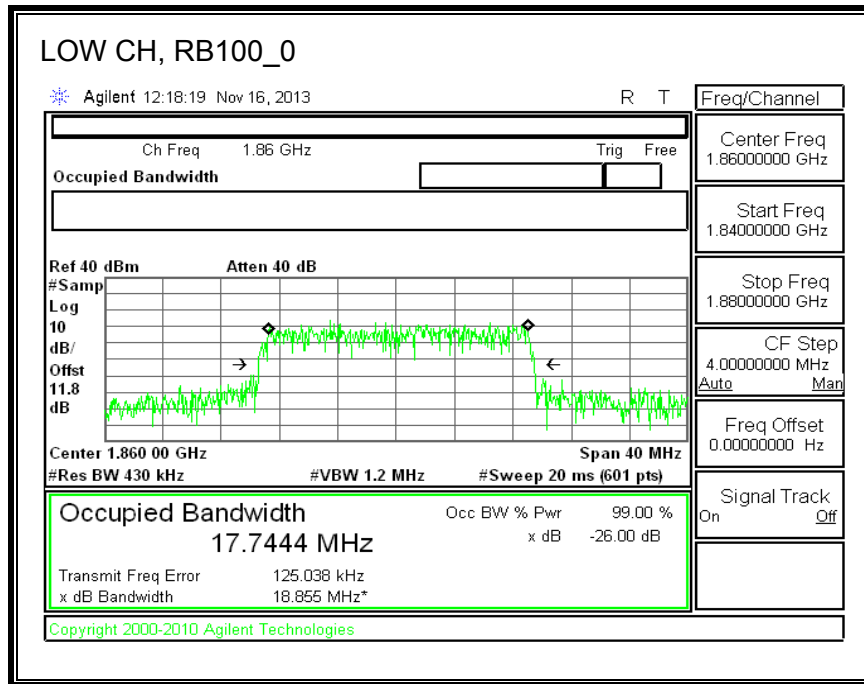 LOW CH, RB100_0
Agilent 12:18:19 Nov 16, 2013 R T
Freq/Channel
Ch Freq 1.86 GHz Trig Free
Occupied Bandwidth
Center Freq
1.86000000 GHz
Start Freq
1.84000000 GHz
Stop Freq
1.88000000 GHz
CF Step
4.00000000 MHz
Auto Man
Freq Offset
0.00000000 Hz
Signal Track
On Off
Ref 40 dBm Atten 40 dB
#Samp
Log
10
dB/
Offst
11.8
dB
Center 1.860 00 GHz Span 40 MHz
#Res BW 430 kHz #VBW 1.2 MHz #Sweep 20 ms (601 pts)
Occupied Bandwidth Occ BW % Pwr 99.00 %
17.7444 MHz x dB -26.00 dB
Transmit Freq Error 125.038 kHz
x dB Bandwidth 18.855 MHz*
Copyright 2000-2010 Agilent Technologies